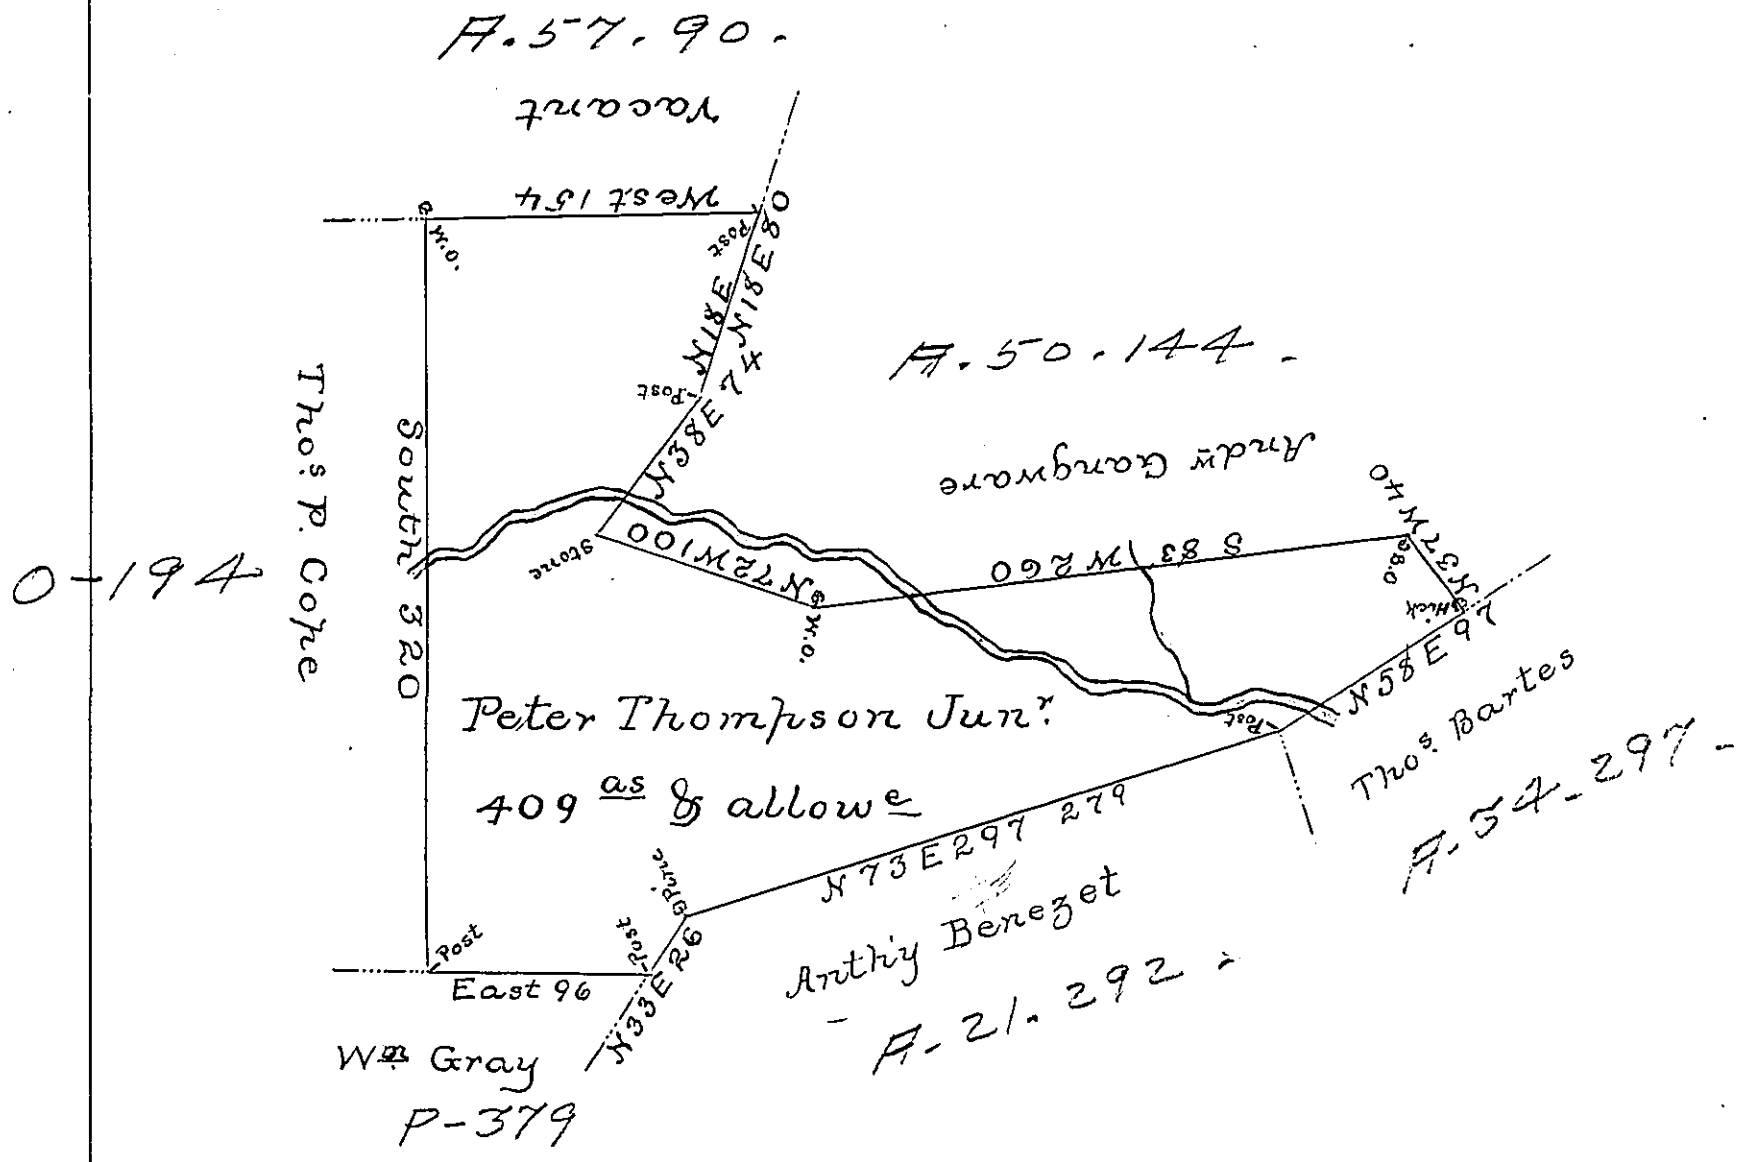 A.57.90.
Vacant
West 154
Post
W.O.
N18E
N18E80
Post
N38E74
A.50.144.
Andw Gangware
Thos. P. Cope
South 320
0-194
Stone
N72W100
W.O.
S 83 W 260
N37W40
B.O
Hick
N58E97
Thos. Bartes
A-34-297-
Peter Thompson Junr.
409 as & allowe
Post
N73E297 279
Pine
Post
N33E26
Anthy Benezet
A-21.292.
Post
East 96
Wm Gray
P-379